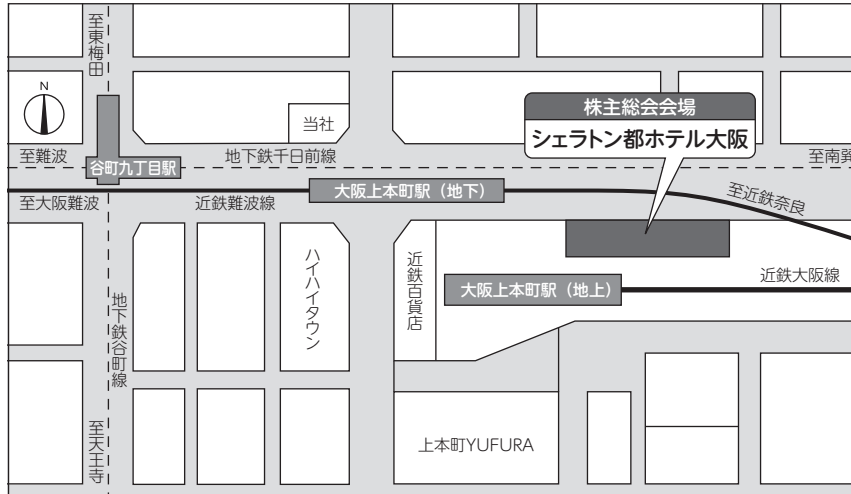 至東梅田
N
当社
株主総会会場
シェラトン都ホテル大阪
至難波
谷町九丁目駅
地下鉄千日前線
至南巽
至大阪難波
近鉄難波線
大阪上本町駅（地下）
至近鉄奈良
ハイハイタウン
近鉄百貨店
大阪上本町駅（地上）
近鉄大阪線
地下鉄谷町線
至天王寺
上本町YUFURA